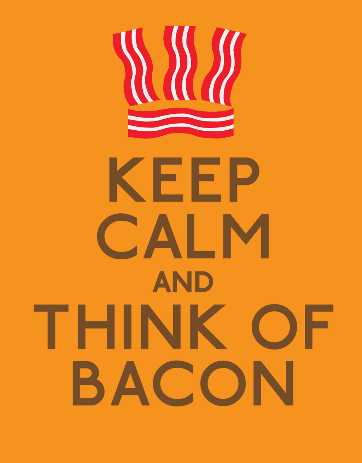 KEEP
CALM
AND
THINK OF
BACON